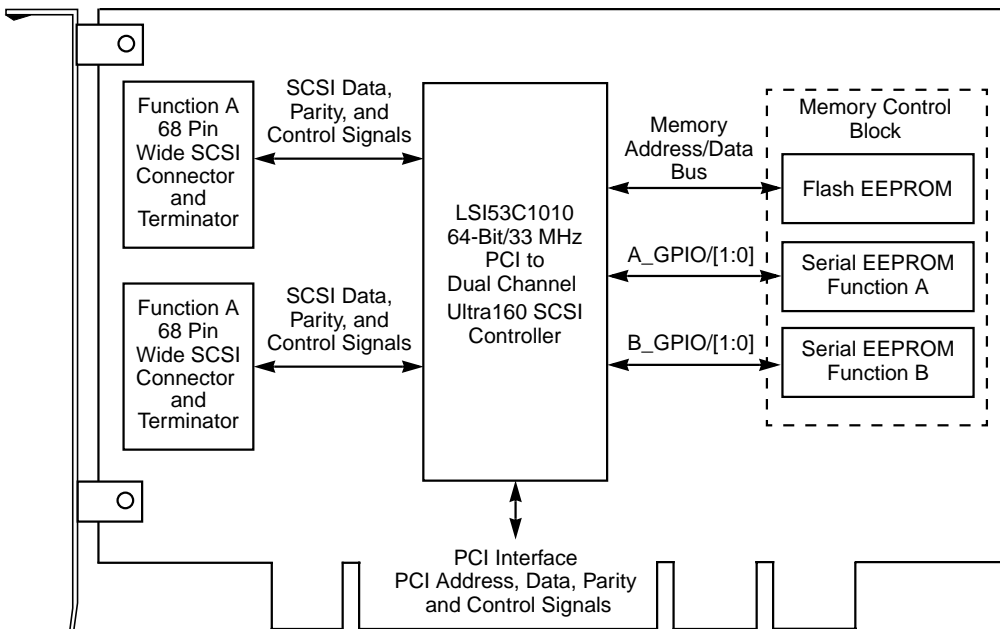 Function A
68 Pin
Wide SCSI
Connector
and
Terminator
SCSI Data,
Parity, and
Control Signals
Function A
68 Pin
Wide SCSI
Connector
and
Terminator
SCSI Data,
Parity, and
Control Signals
LSI53C1010
64-Bit/33 MHz
PCI to
Dual Channel
Ultra160 SCSI
Controller
Memory
Address/Data
Bus
A_GPIO/[1:0]
B_GPIO/[1:0]
Memory Control
Block
Flash EEPROM
Serial EEPROM
Function A
Serial EEPROM
Function B
PCI Interface
PCI Address, Data, Parity
and Control Signals